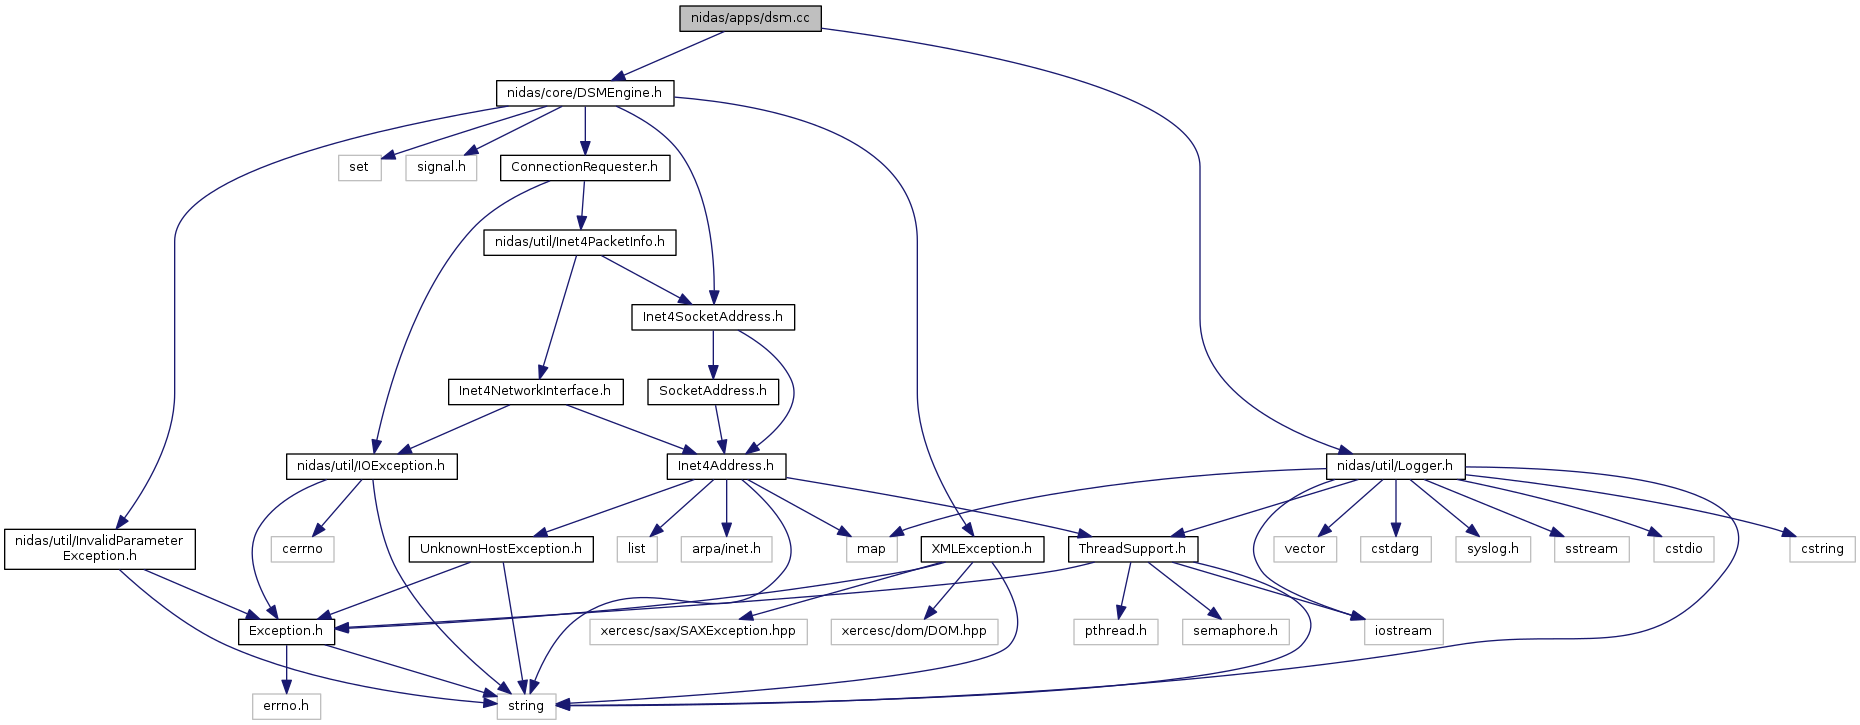 nidas/apps/dsm.cc
nidas/core/DSMEngine.h
set
signal.h
ConnectionRequester.h
nidas/util/Inet4PacketInfo.h
Inet4SocketAddress.h
Inet4NetworkInterface.h
SocketAddress.h
nidas/util/IOException.h
Inet4Address.h
nidas/util/Logger.h
nidas/util/InvalidParameter
Exception.h
cerrno
UnknownHostException.h
list
arpa/inet.h
map
XMLException.h
ThreadSupport.h
vector
cstdarg
syslog.h
sstream
cstdio
cstring
Exception.h
xercesc/sax/SAXException.hpp
xercesc/dom/DOM.hpp
pthread.h
semaphore.h
iostream
errno.h
string